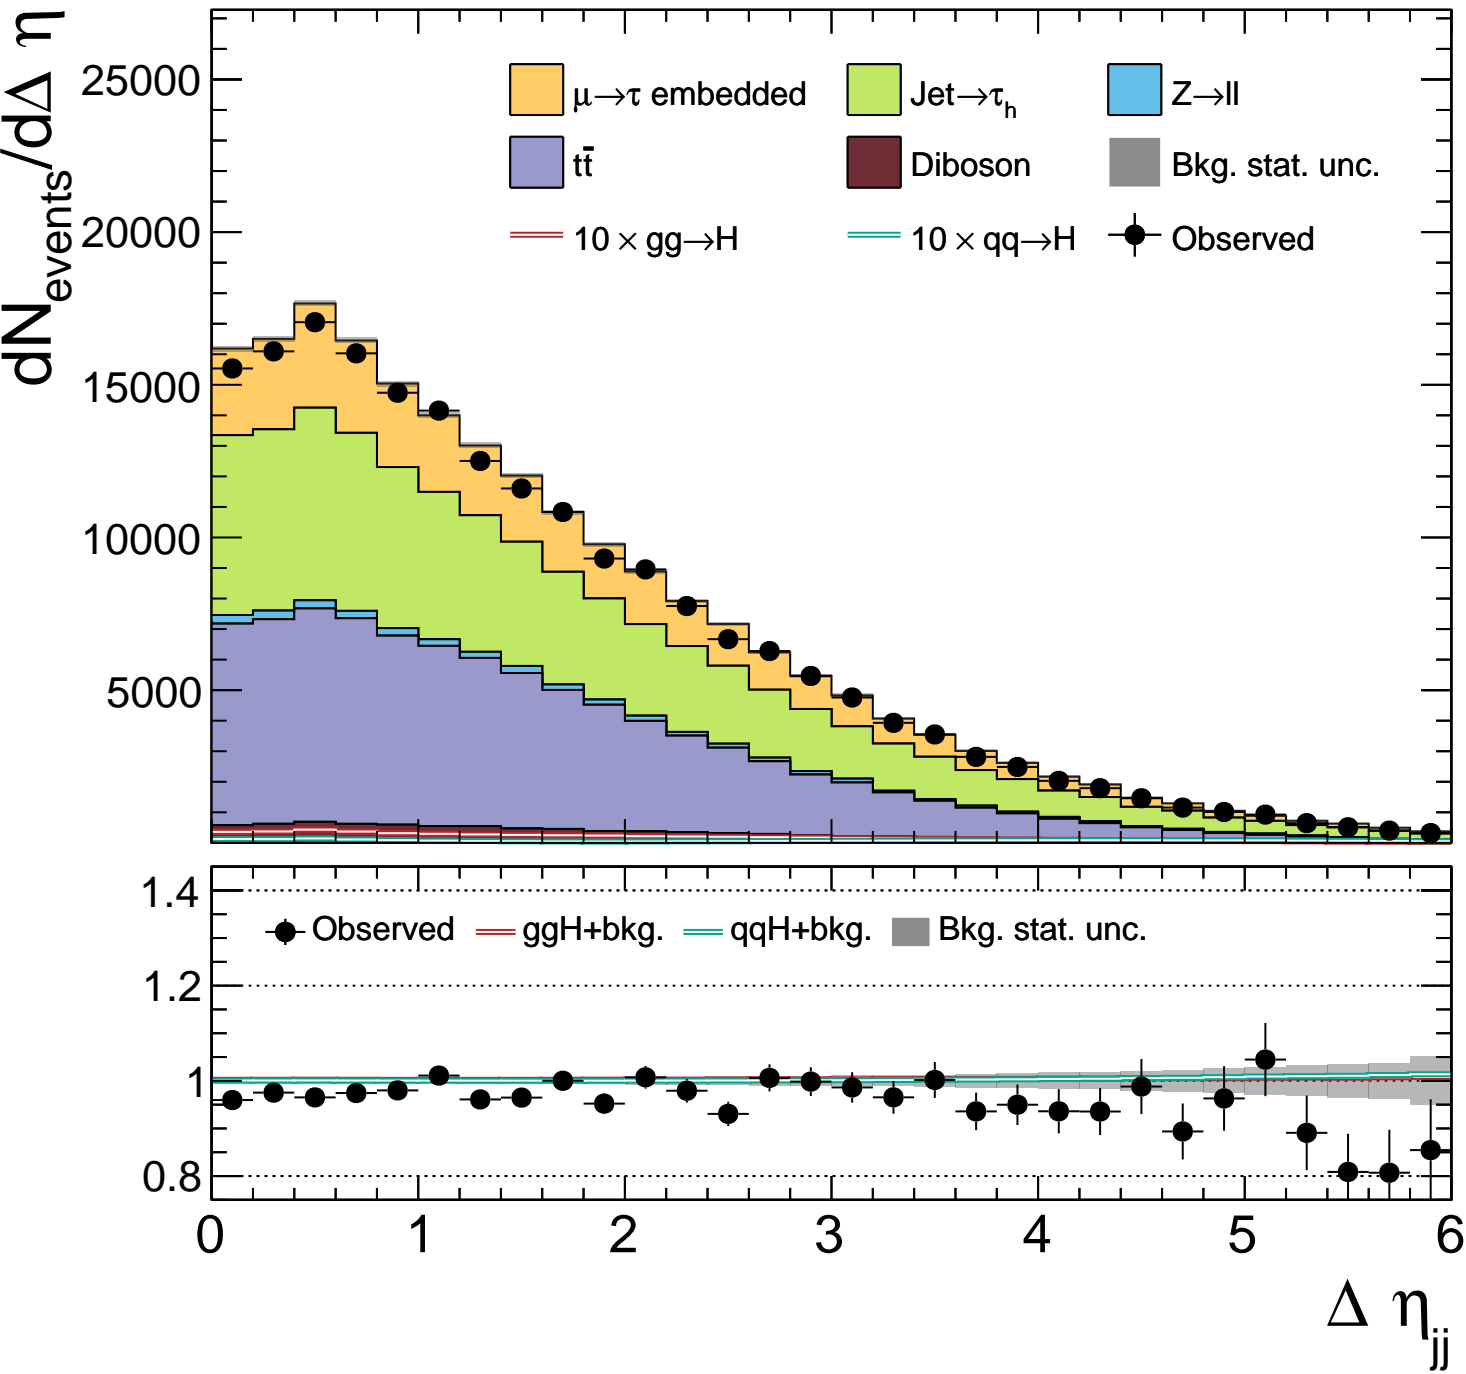 dN_events/dΔ η
25000
20000
15000
10000
5000
μ→τ embedded
Jet→τ_h
Z→ll
tt̄
Diboson
Bkg. stat. unc.
10 × gg→H
10 × qq→H
Observed
1.4
1.2
1
0.8
Observed
ggH+bkg.
qqH+bkg.
Bkg. stat. unc.
0 1 2 3 4 5 6
Δ η_jj